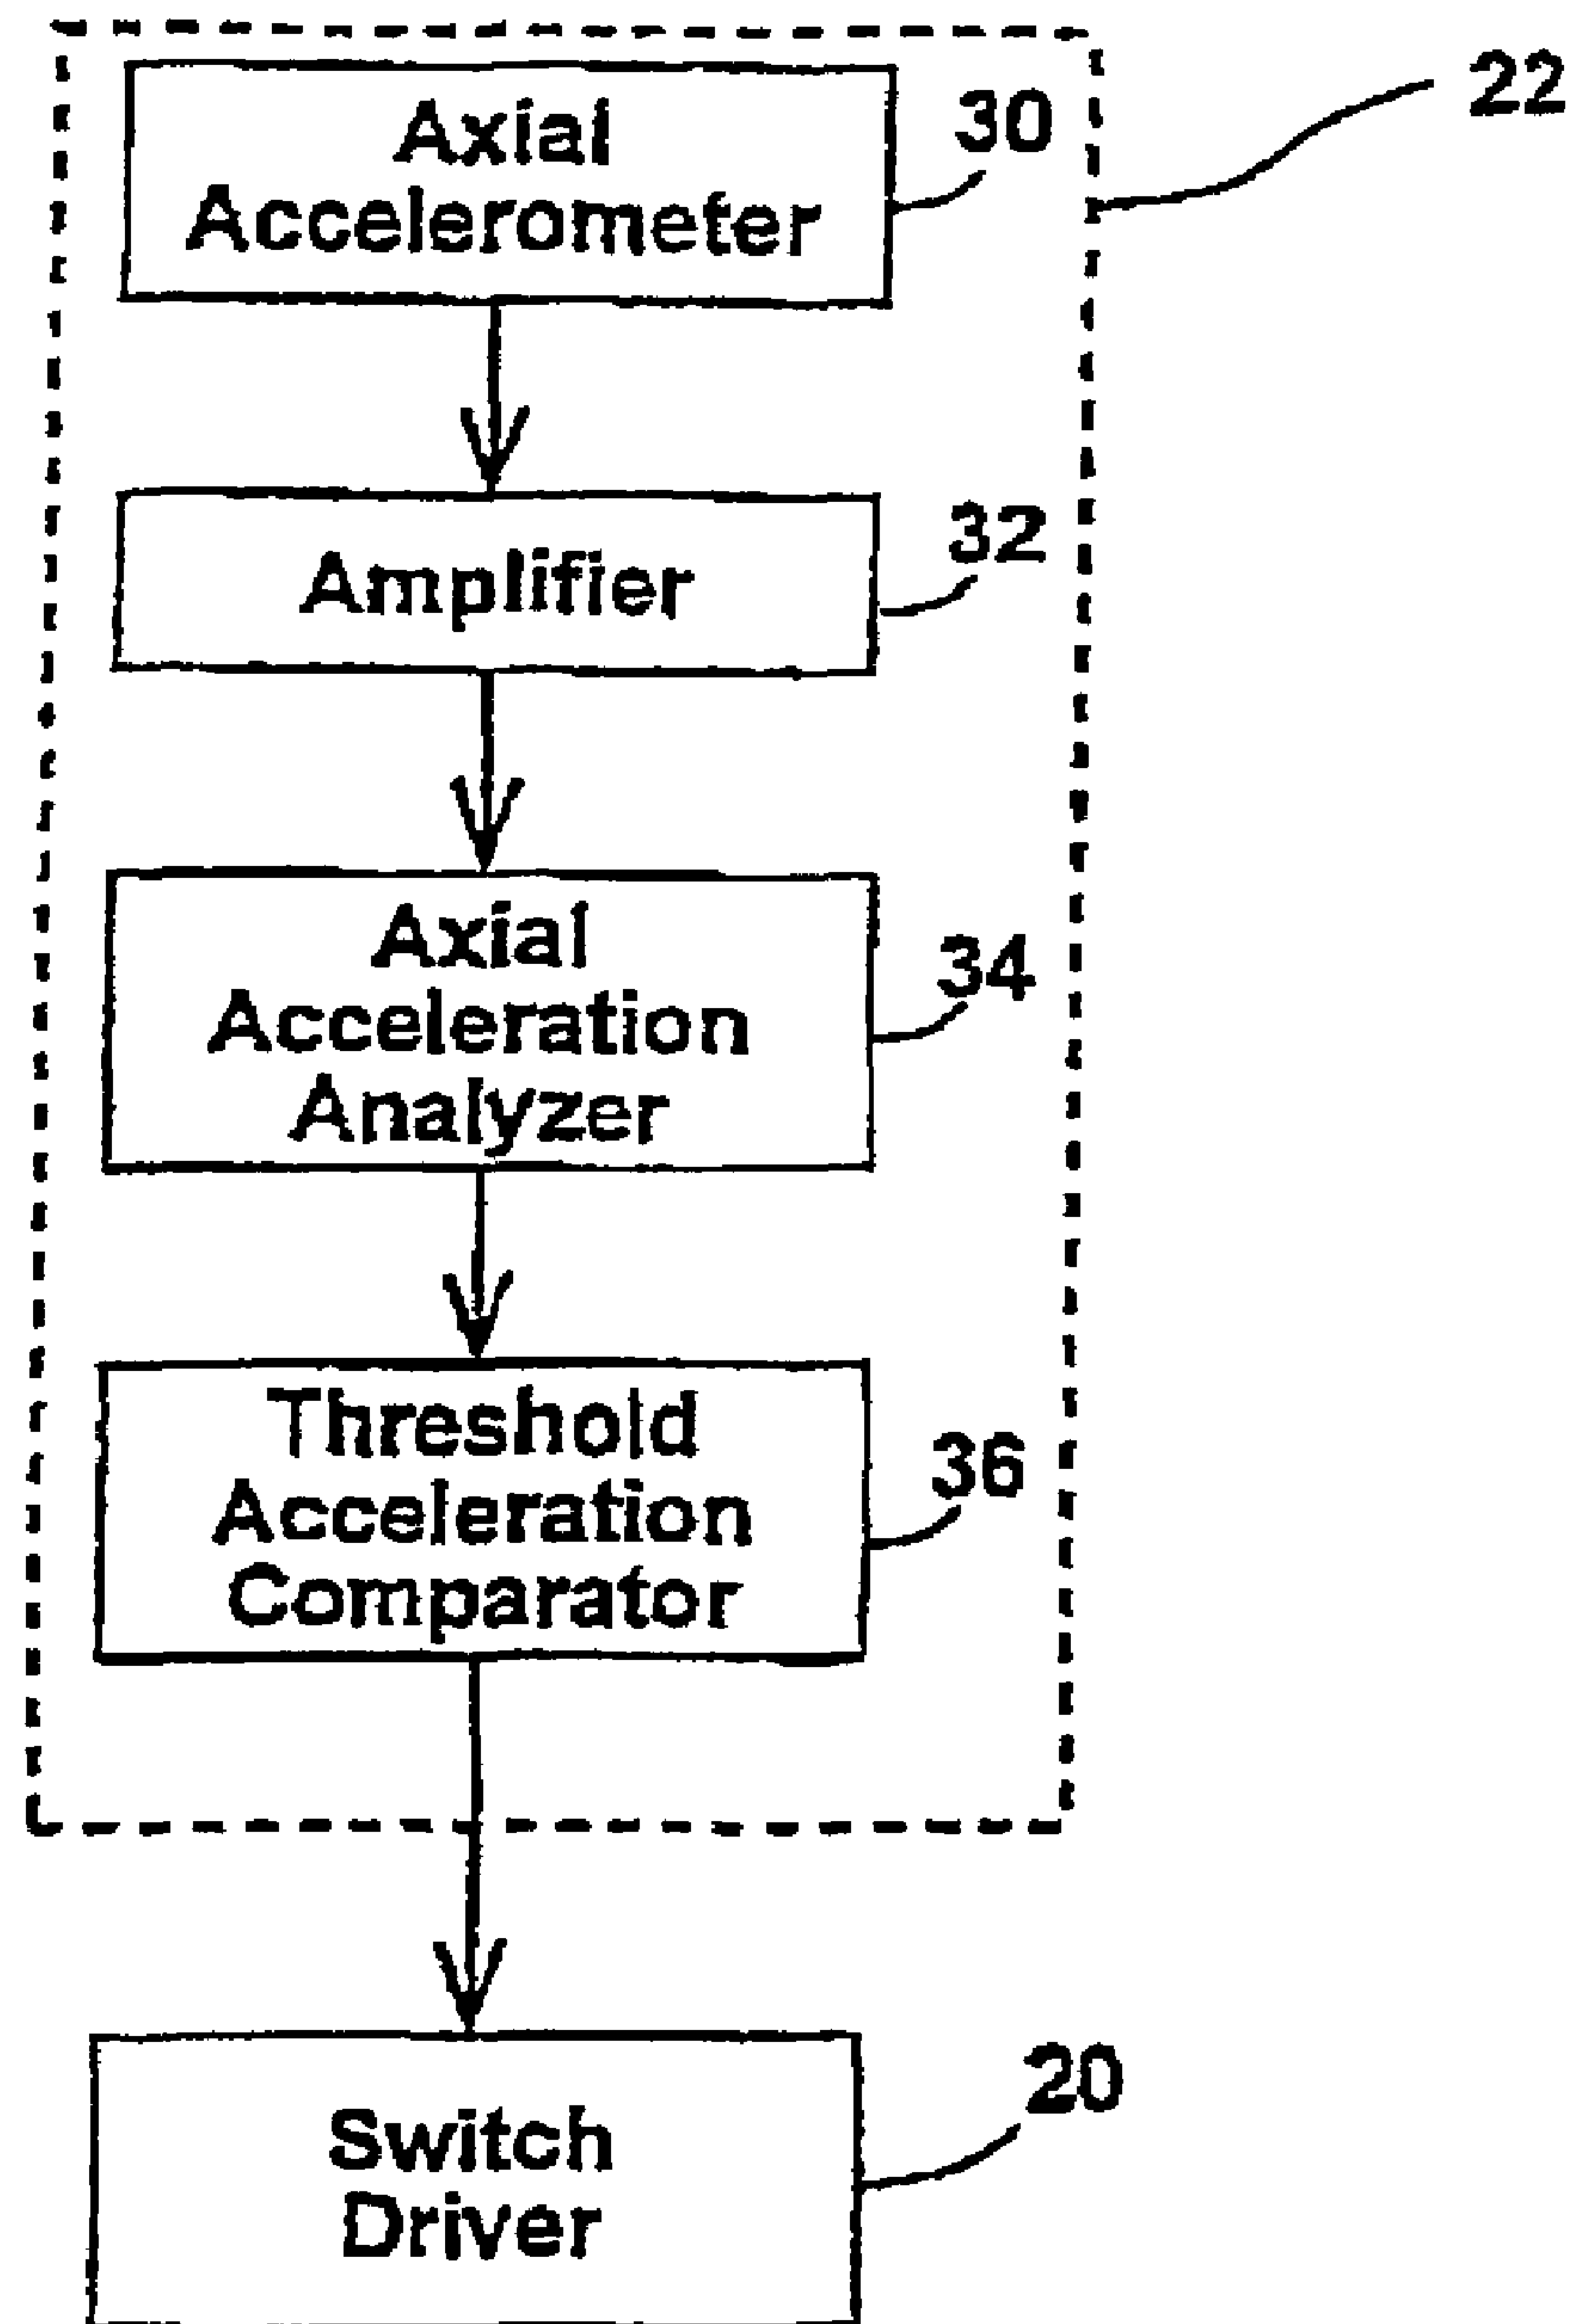 22
Axial
Accelerometer
30
Amplifier
32
Axial
Acceleration
Analyzer
34
Threshold
Acceleration
Comparator
36
Switch
Driver
20